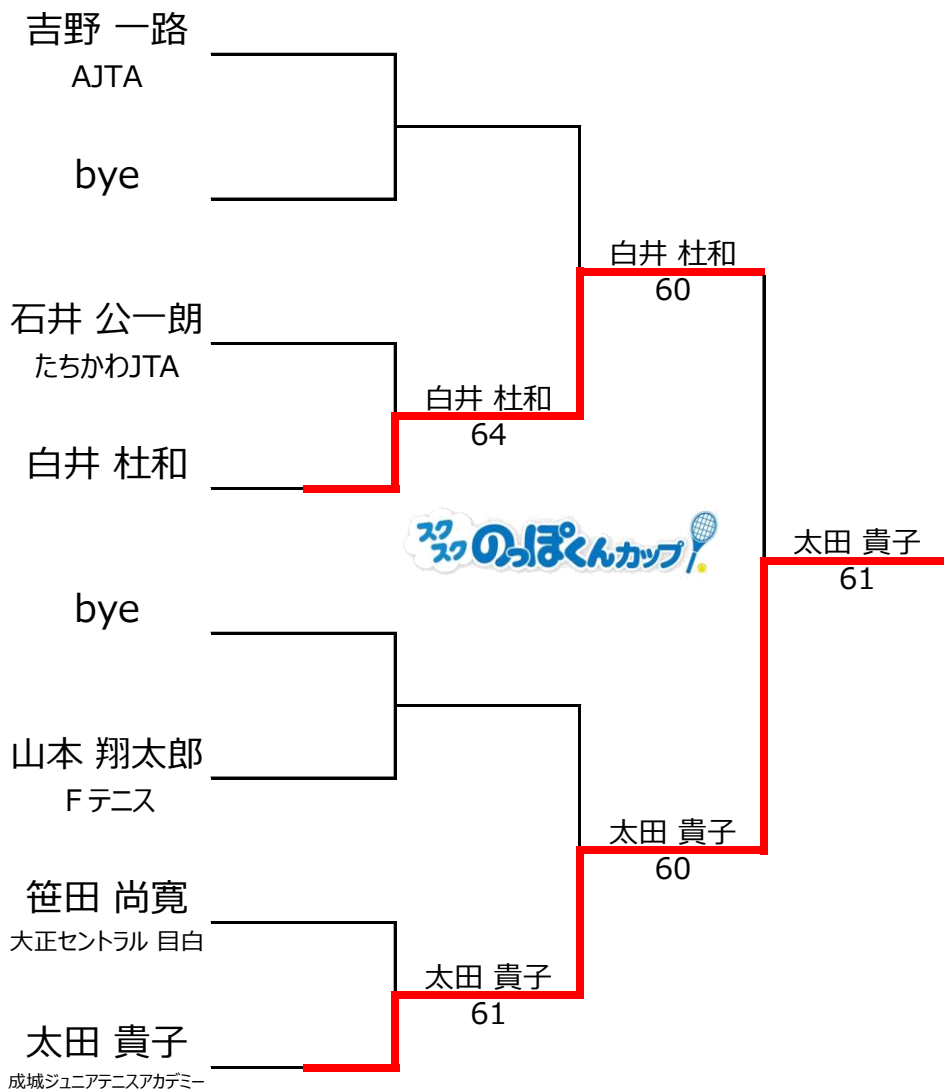 吉野 一路
AJTA
bye
白井 杜和
60
石井 公一朗
たちかわJTA
白井 杜和
64
白井 杜和
スク
スク のっぽくんカップ
太田 貴子
61
bye
山本 翔太郎
F テニス
太田 貴子
60
笹田 尚寛
大正セントラル 目白
太田 貴子
61
太田 貴子
成城ジュニアテニスアカデミー